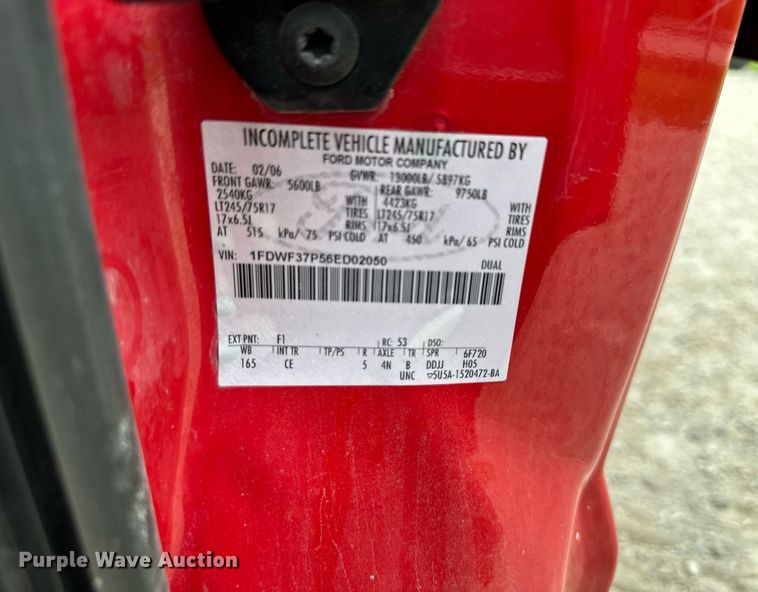 INCOMPLETE VEHICLE MANUFACTURED BY
FORD MOTOR COMPANY
DATE: 02/06 GVWR: 13000LB/ 5897KG
FRONT GAWR: 5600LB REAR GAWR: 9750LB
2540KG WITH 4423KG WITH
LT245/75R17 TIRES LT245/75R17 TIRES
17x6.5J RIMS 17x6.5J RIMS
AT 515 kPa/ 75 PSI COLD AT 450 kPa/ 65 PSI COLD
VIN: 1FDWF37P56ED02050 DUAL
EXT PNT: F1 RC: 53 DSO:
WB INT TR TP/PS R AXLE TR SPR 6F720
165 CE 5 4N B DDJJ H05
UNC ▽5U5A-1520472-BA
Purple Wave Auction